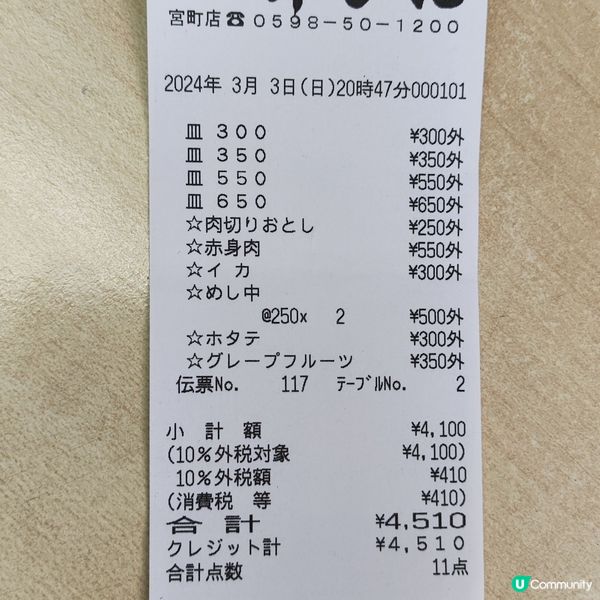 宮町店☎0598-50-1200
2024年 3月 3日(日)20時47分000101
皿 300 ¥300外
皿 350 ¥350外
皿 550 ¥550外
皿 650 ¥650外
☆肉切りおとし ¥250外
☆赤身肉 ¥550外
☆イカ ¥300外
☆めし中
@250x 2 ¥500外
☆ホタテ ¥300外
☆グレープフルーツ ¥350外
伝票No. 117 テーブルNo. 2
小計額 ¥4,100
(10%外税対象 ¥4,100)
10%外税額 ¥410
(消費税 等 ¥410)
合計 ¥4,510
クレジット計 ¥4,510
合計点数 11点
U Community